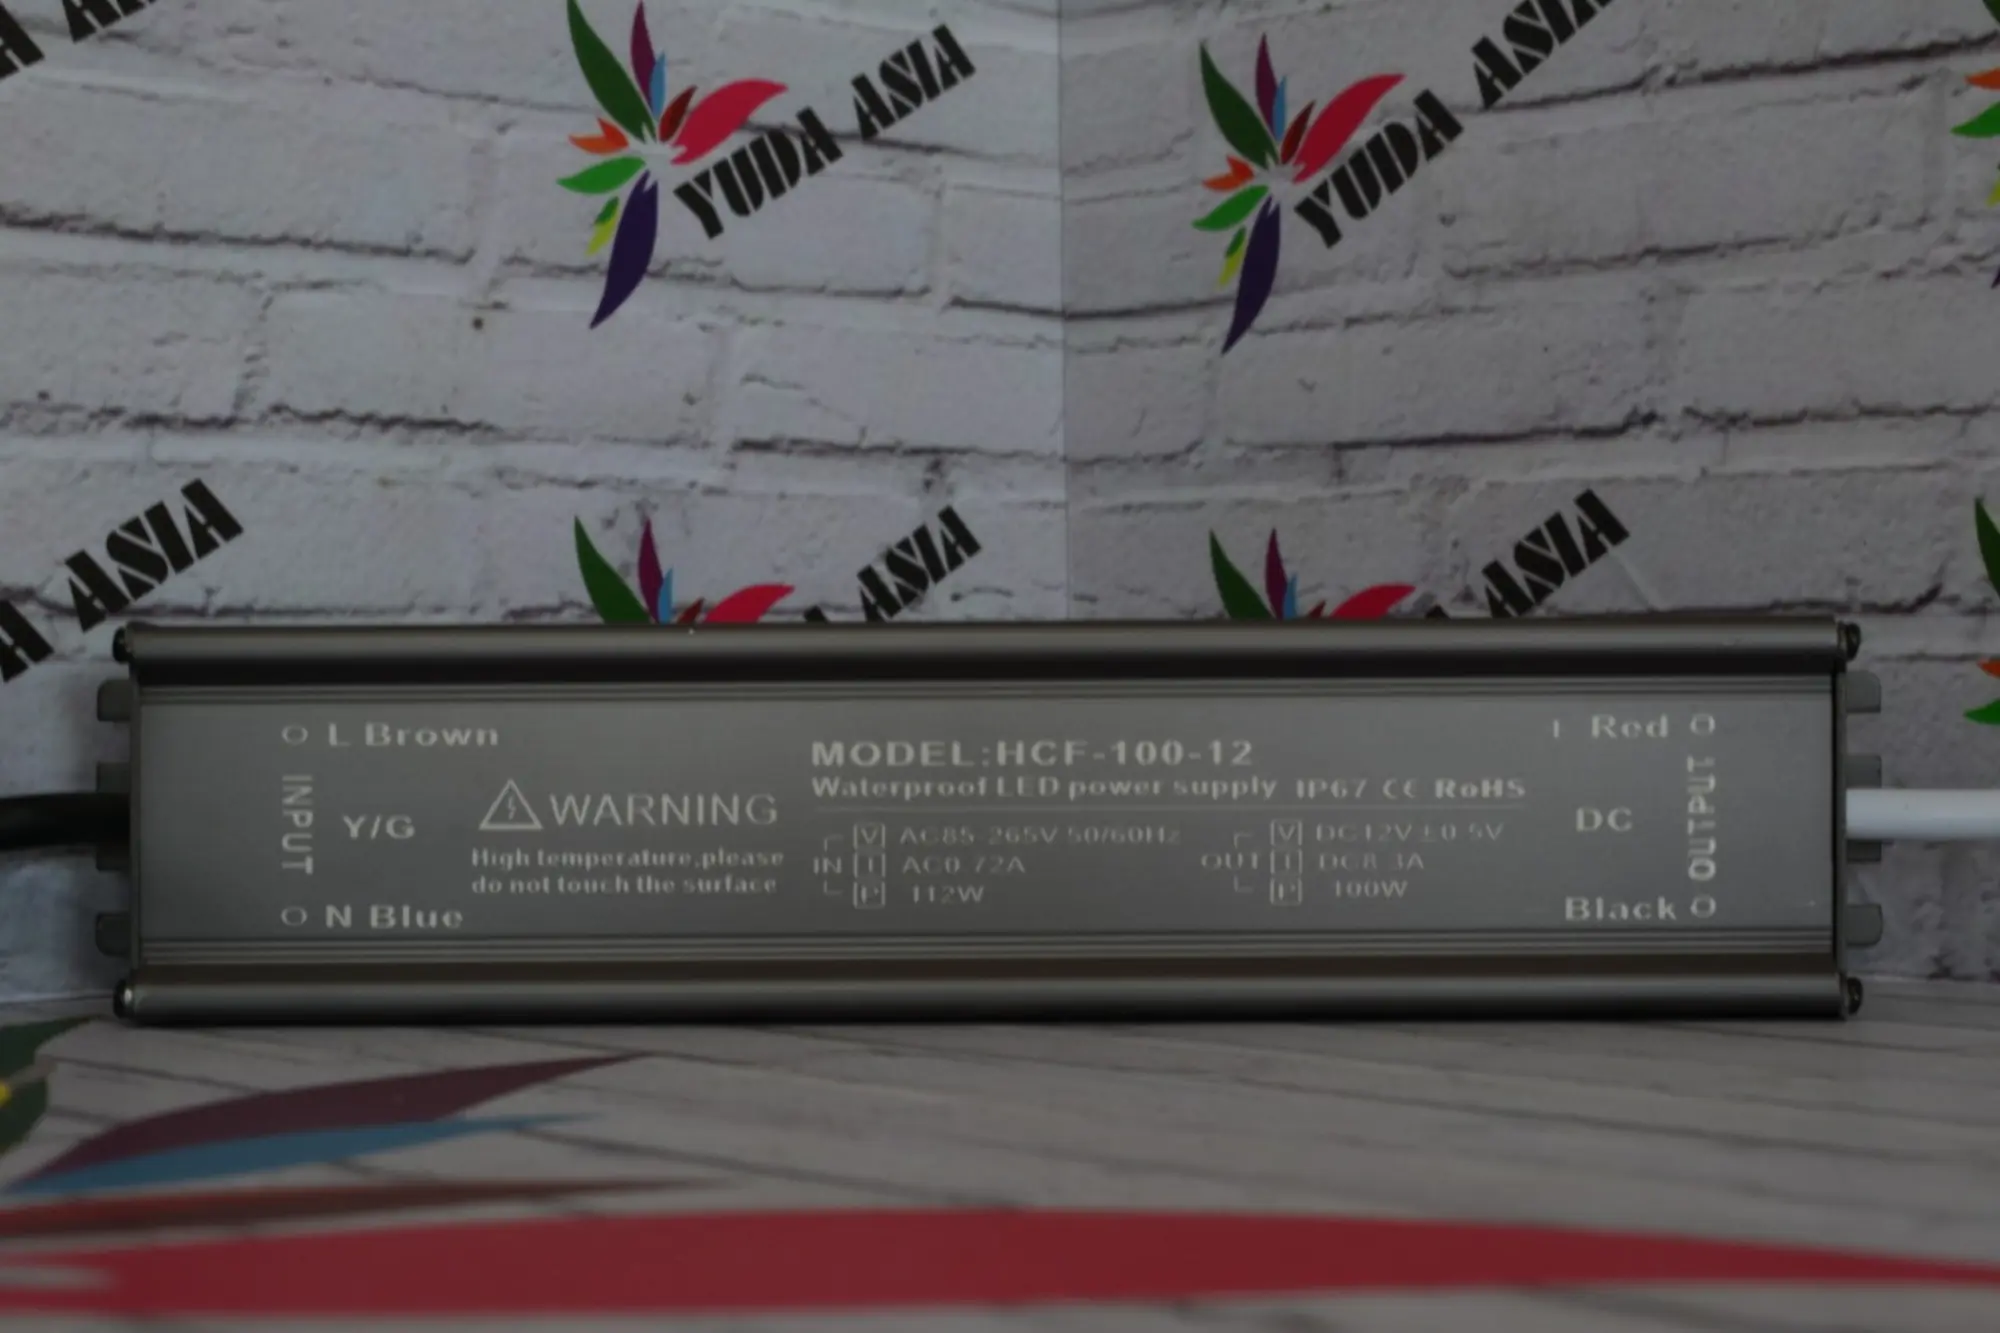 YUDA ASIA
YUDA ASIA
ASIA
ASIA
ASIA
L Brown
INPUT
Y/G
N Blue
WARNING
High temperature,please
do not touch the surface
MODEL:HCF-100-12
Waterproof LED power supply IP67 CE RoHS
IN
V AC85-265V 50/60Hz
I AC0.72A
P 112W
OUT
V DC12V±0.5V
I DC8.3A
P 100W
+ Red
DC
OUTPUT
Black